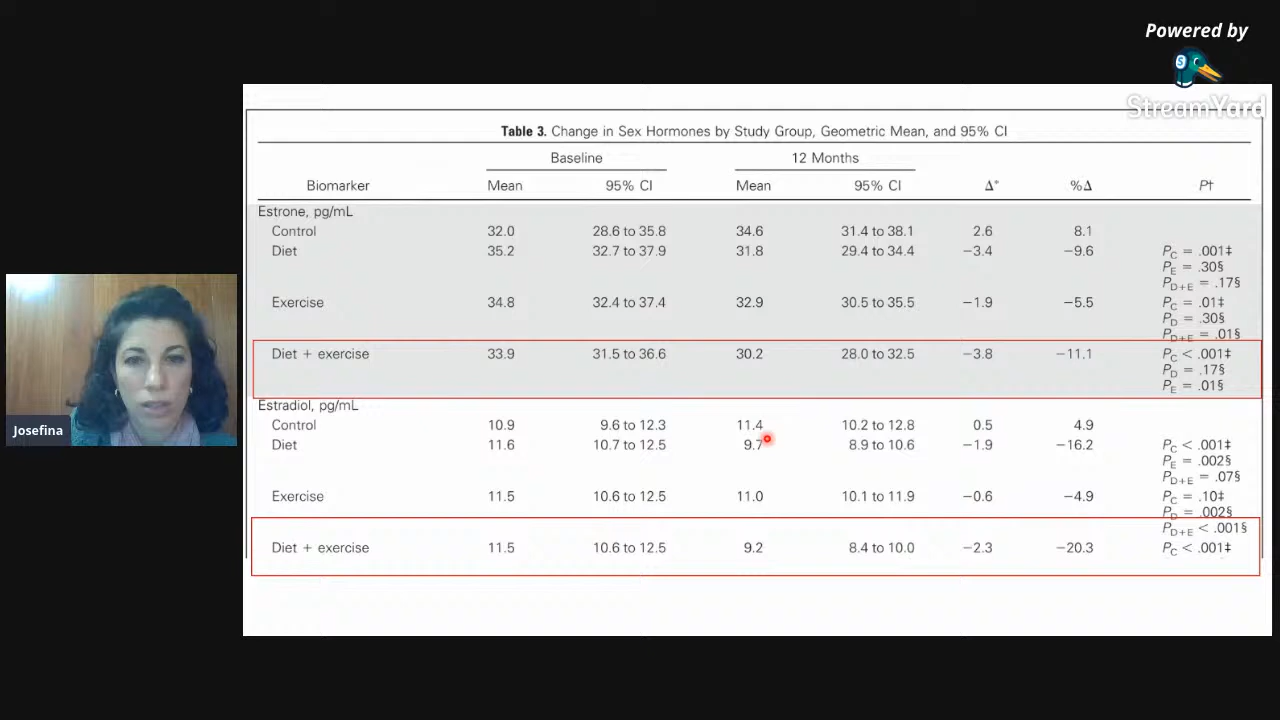 Powered by
S
StreamYard
Table 3. Change in Sex Hormones by Study Group, Geometric Mean, and 95% CI
Baseline 12 Months
Biomarker Mean 95% CI Mean 95% CI Δ* %Δ P†
Estrone, pg/mL
Control 32.0 28.6 to 35.8 34.6 31.4 to 38.1 2.6 8.1
Diet 35.2 32.7 to 37.9 31.8 29.4 to 34.4 −3.4 −9.6 PC = .001‡
PE = .30§
PD+E = .17§
Exercise 34.8 32.4 to 37.4 32.9 30.5 to 35.5 −1.9 −5.5 PC = .01‡
PD = .30§
PD+E = .01§
Diet + exercise 33.9 31.5 to 36.6 30.2 28.0 to 32.5 −3.8 −11.1 PC < .001‡
PD = .17§
PE = .01§
Estradiol, pg/mL
Control 10.9 9.6 to 12.3 11.4 10.2 to 12.8 0.5 4.9
Diet 11.6 10.7 to 12.5 9.7 8.9 to 10.6 −1.9 −16.2 PC < .001‡
PE = .002§
PD+E = .07§
Exercise 11.5 10.6 to 12.5 11.0 10.1 to 11.9 −0.6 −4.9 PC = .10‡
PD = .002§
PD+E < .001§
Diet + exercise 11.5 10.6 to 12.5 9.2 8.4 to 10.0 −2.3 −20.3 PC < .001‡
Josefina